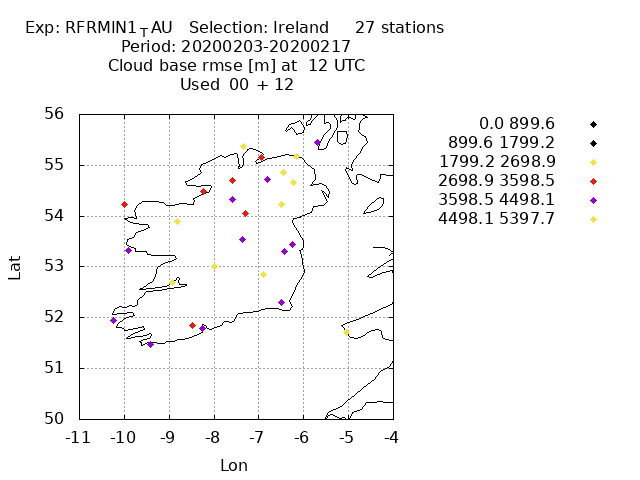 Exp: RFRMIN1┬AU Selection: Ireland 27 stations
Period: 20200203-20200217
Cloud base rmse [m] at 12 UTC
Used 00 + 12
56
55
54
53
52
51
50
-11 -10 -9 -8 -7 -6 -5 -4
Lat
Lon
0.0 899.6
899.6 1799.2
1799.2 2698.9
2698.9 3598.5
3598.5 4498.1
4498.1 5397.7